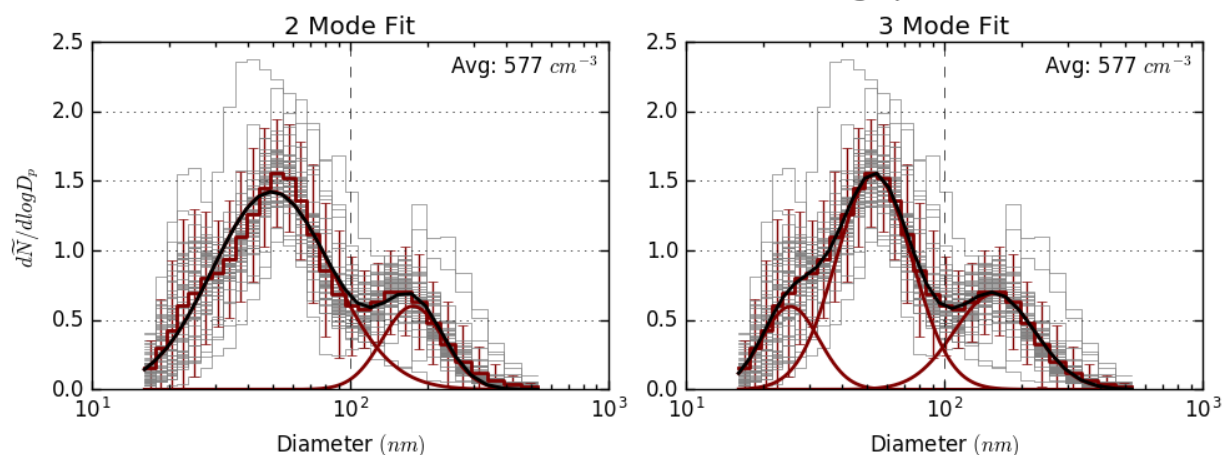 2 Mode Fit
3 Mode Fit
2.5
2.0
1.5
1.0
0.5
0.0
dÑ/dlogD_p
Avg: 577 cm⁻³
10¹
10²
10³
Diameter (nm)
2.5
2.0
1.5
1.0
0.5
0.0
Avg: 577 cm⁻³
10¹
10²
10³
Diameter (nm)